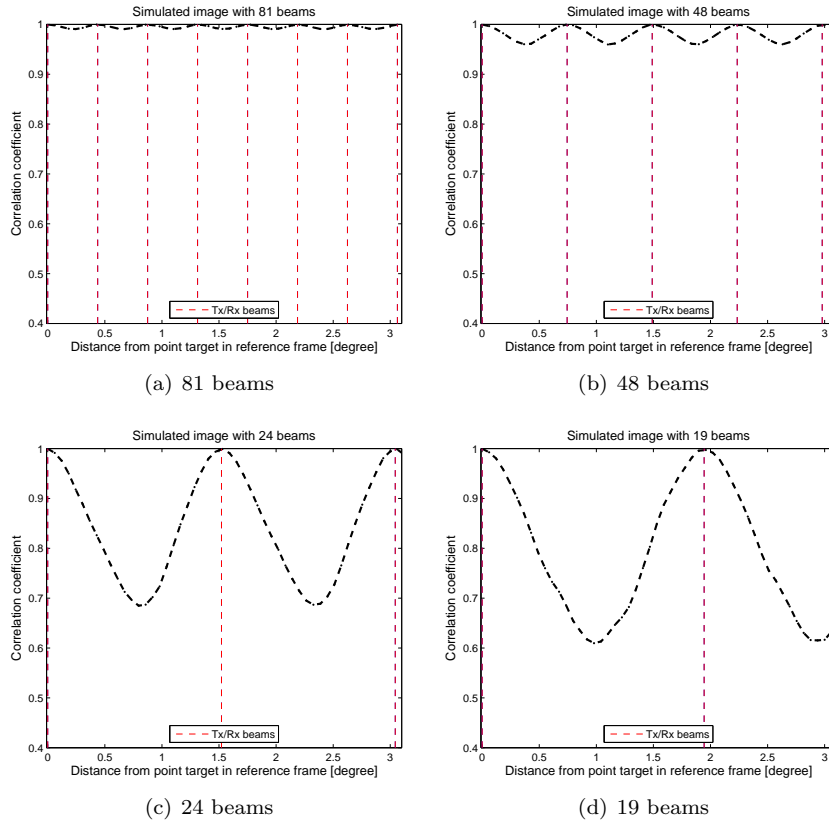 Simulated image with 81 beams
1
0.9
0.8
0.7
0.6
0.5
0.4
Correlation coefficient
0 0.5 1 1.5 2 2.5 3
Tx/Rx beams
Distance from point target in reference frame [degree]
(a) 81 beams
Simulated image with 48 beams
1
0.9
0.8
0.7
0.6
0.5
0.4
Correlation coefficient
0 0.5 1 1.5 2 2.5 3
Tx/Rx beams
Distance from point target in reference frame [degree]
(b) 48 beams
Simulated image with 24 beams
1
0.9
0.8
0.7
0.6
0.5
0.4
Correlation coefficient
0 0.5 1 1.5 2 2.5 3
Tx/Rx beams
Distance from point target in reference frame [degree]
(c) 24 beams
Simulated image with 19 beams
1
0.9
0.8
0.7
0.6
0.5
0.4
Correlation coefficient
0 0.5 1 1.5 2 2.5 3
Tx/Rx beams
Distance from point target in reference frame [degree]
(d) 19 beams